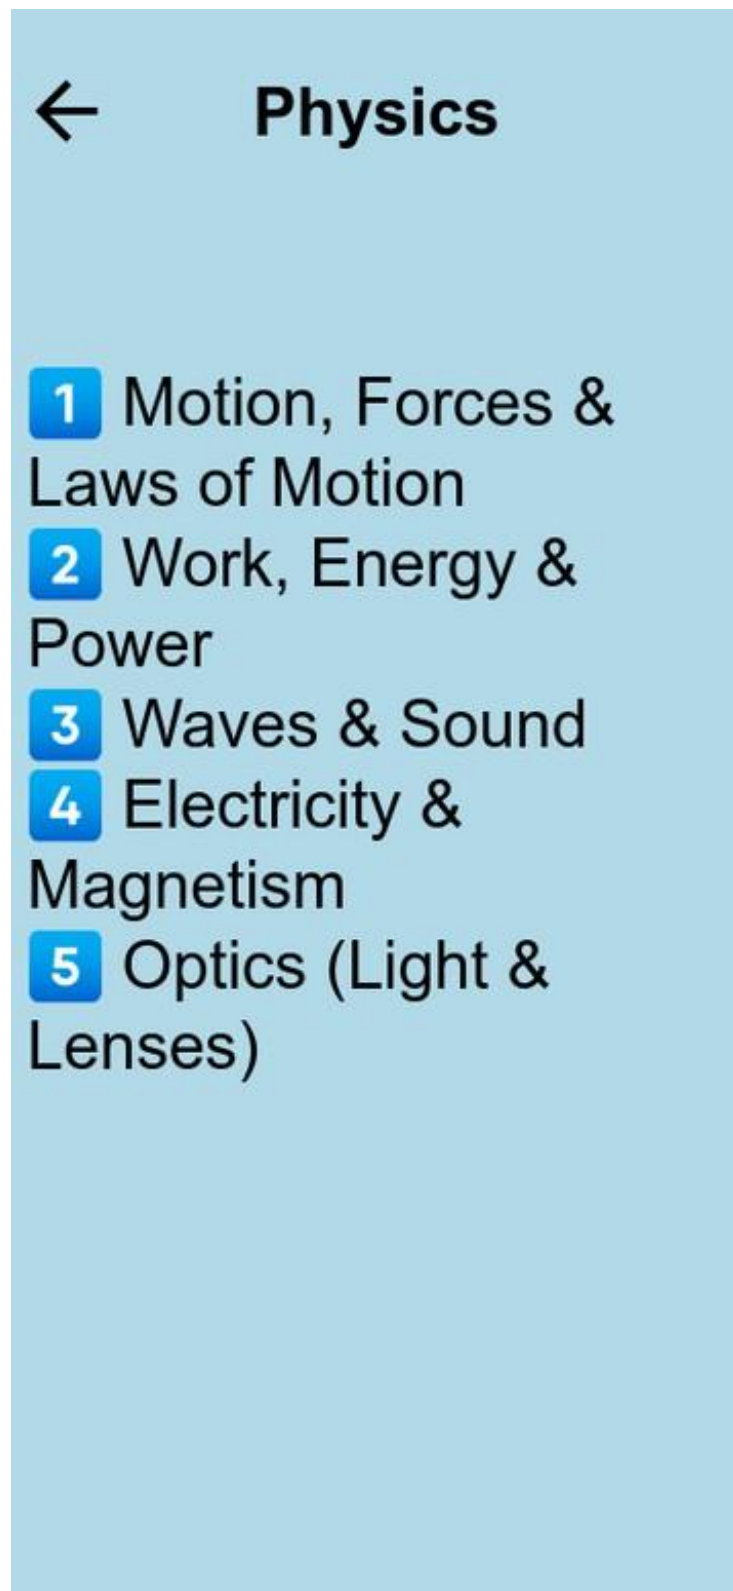 Physics
1️⃣ Motion, Forces &
Laws of Motion
2️⃣ Work, Energy &
Power
3️⃣ Waves & Sound
4️⃣ Electricity &
Magnetism
5️⃣ Optics (Light &
Lenses)